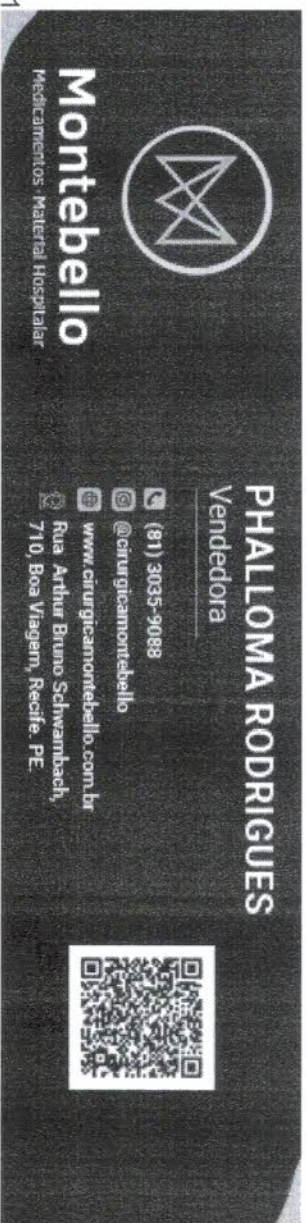 Montebello
Medicamentos. Material Hospitalar
PHALLOMA RODRIGUES
Vendedora
(81) 3035-9088
@cirurgicamontebello
www.cirurgicamontebello.com.br
Rua Arthur Bruno Schwambach,
710, Boa Viagem, Recife. PE.